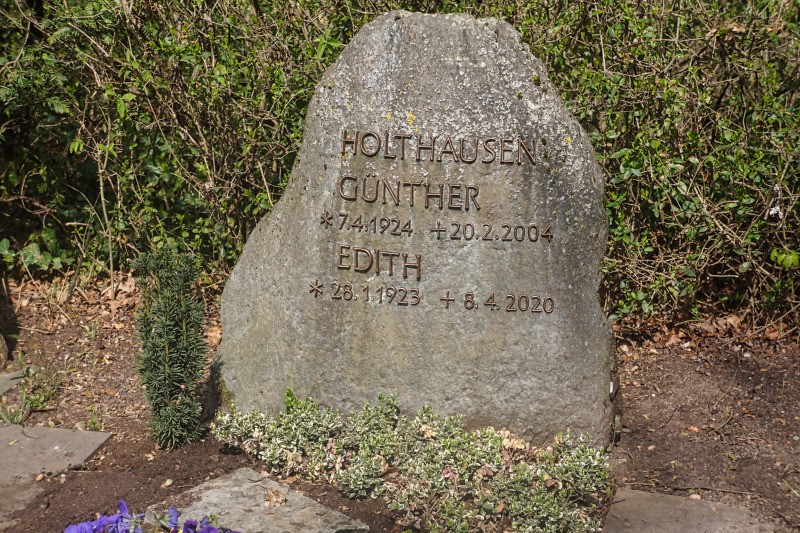 HOLTHAUSEN
GÜNTHER
*7.4.1924 +20.2.2004
EDITH
* 28.1.1923 + 8.4.2020